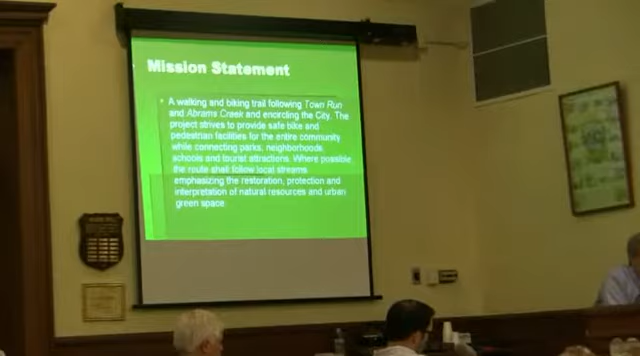 Mission Statement
• A walking and biking trail following Town Run
and Abrams Creek and encircling the City. The
project strives to provide safe bike and
pedestrian facilities for the entire community
while connecting parks, neighborhoods,
schools and tourist attractions. Where possible
the route shall follow local streams
emphasizing the restoration, protection and
interpretation of natural resources and urban
green space